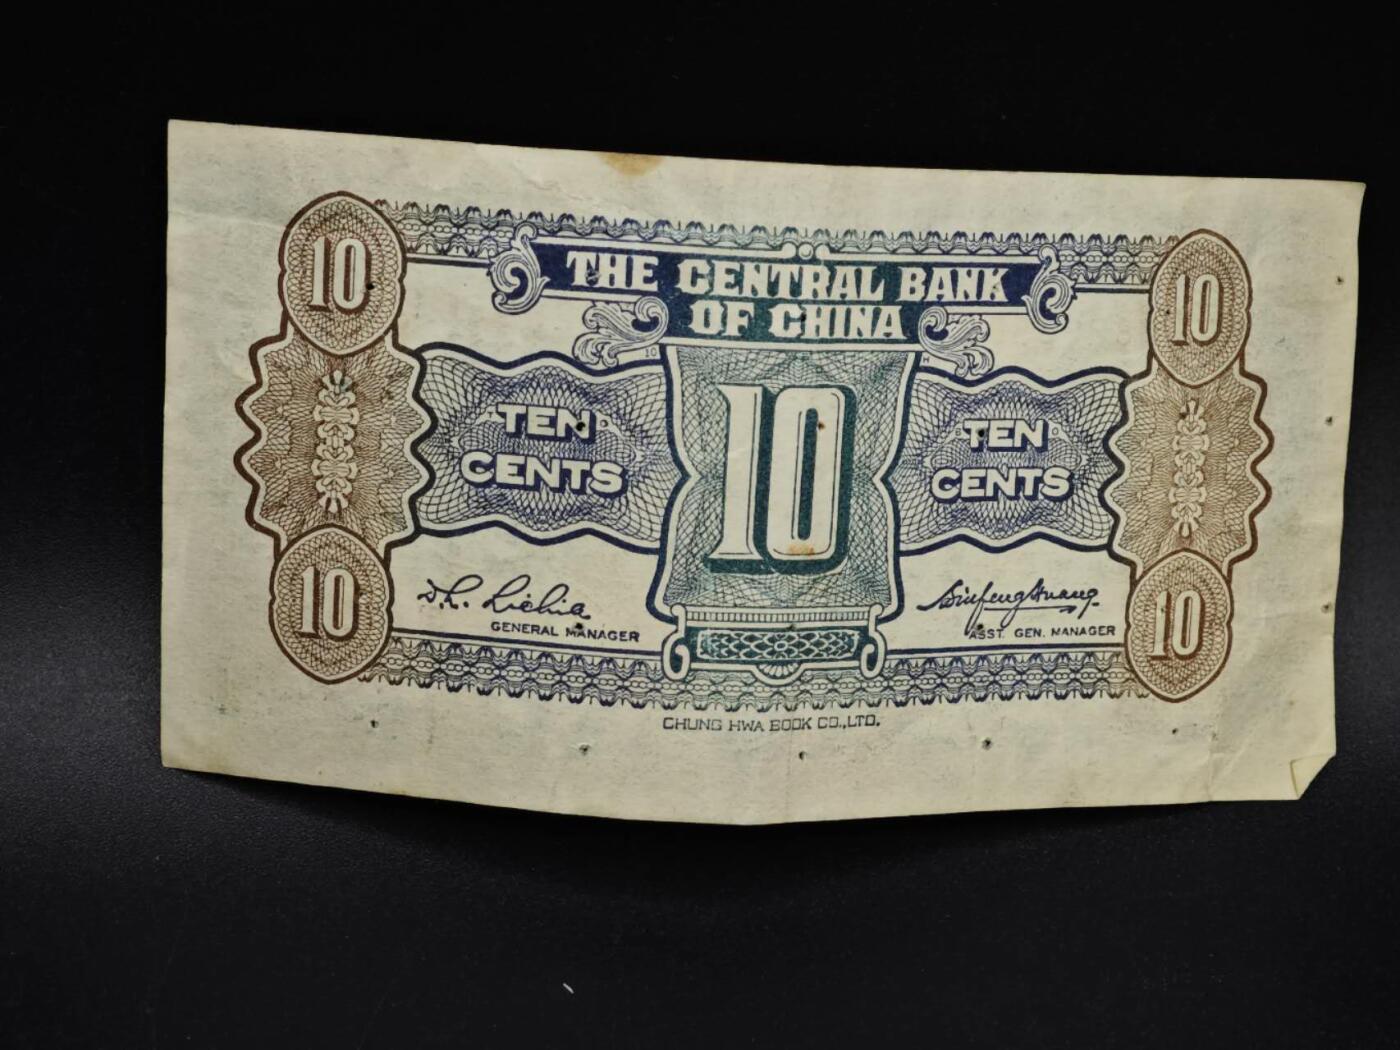 THE CENTRAL BANK
OF CHINA
10
10
10
H
10
TEN
CENTS
TEN
CENTS
10
10
GENERAL MANAGER
ASST. GEN. MANAGER
CHUNG HWA BOOK CO.,LTD.